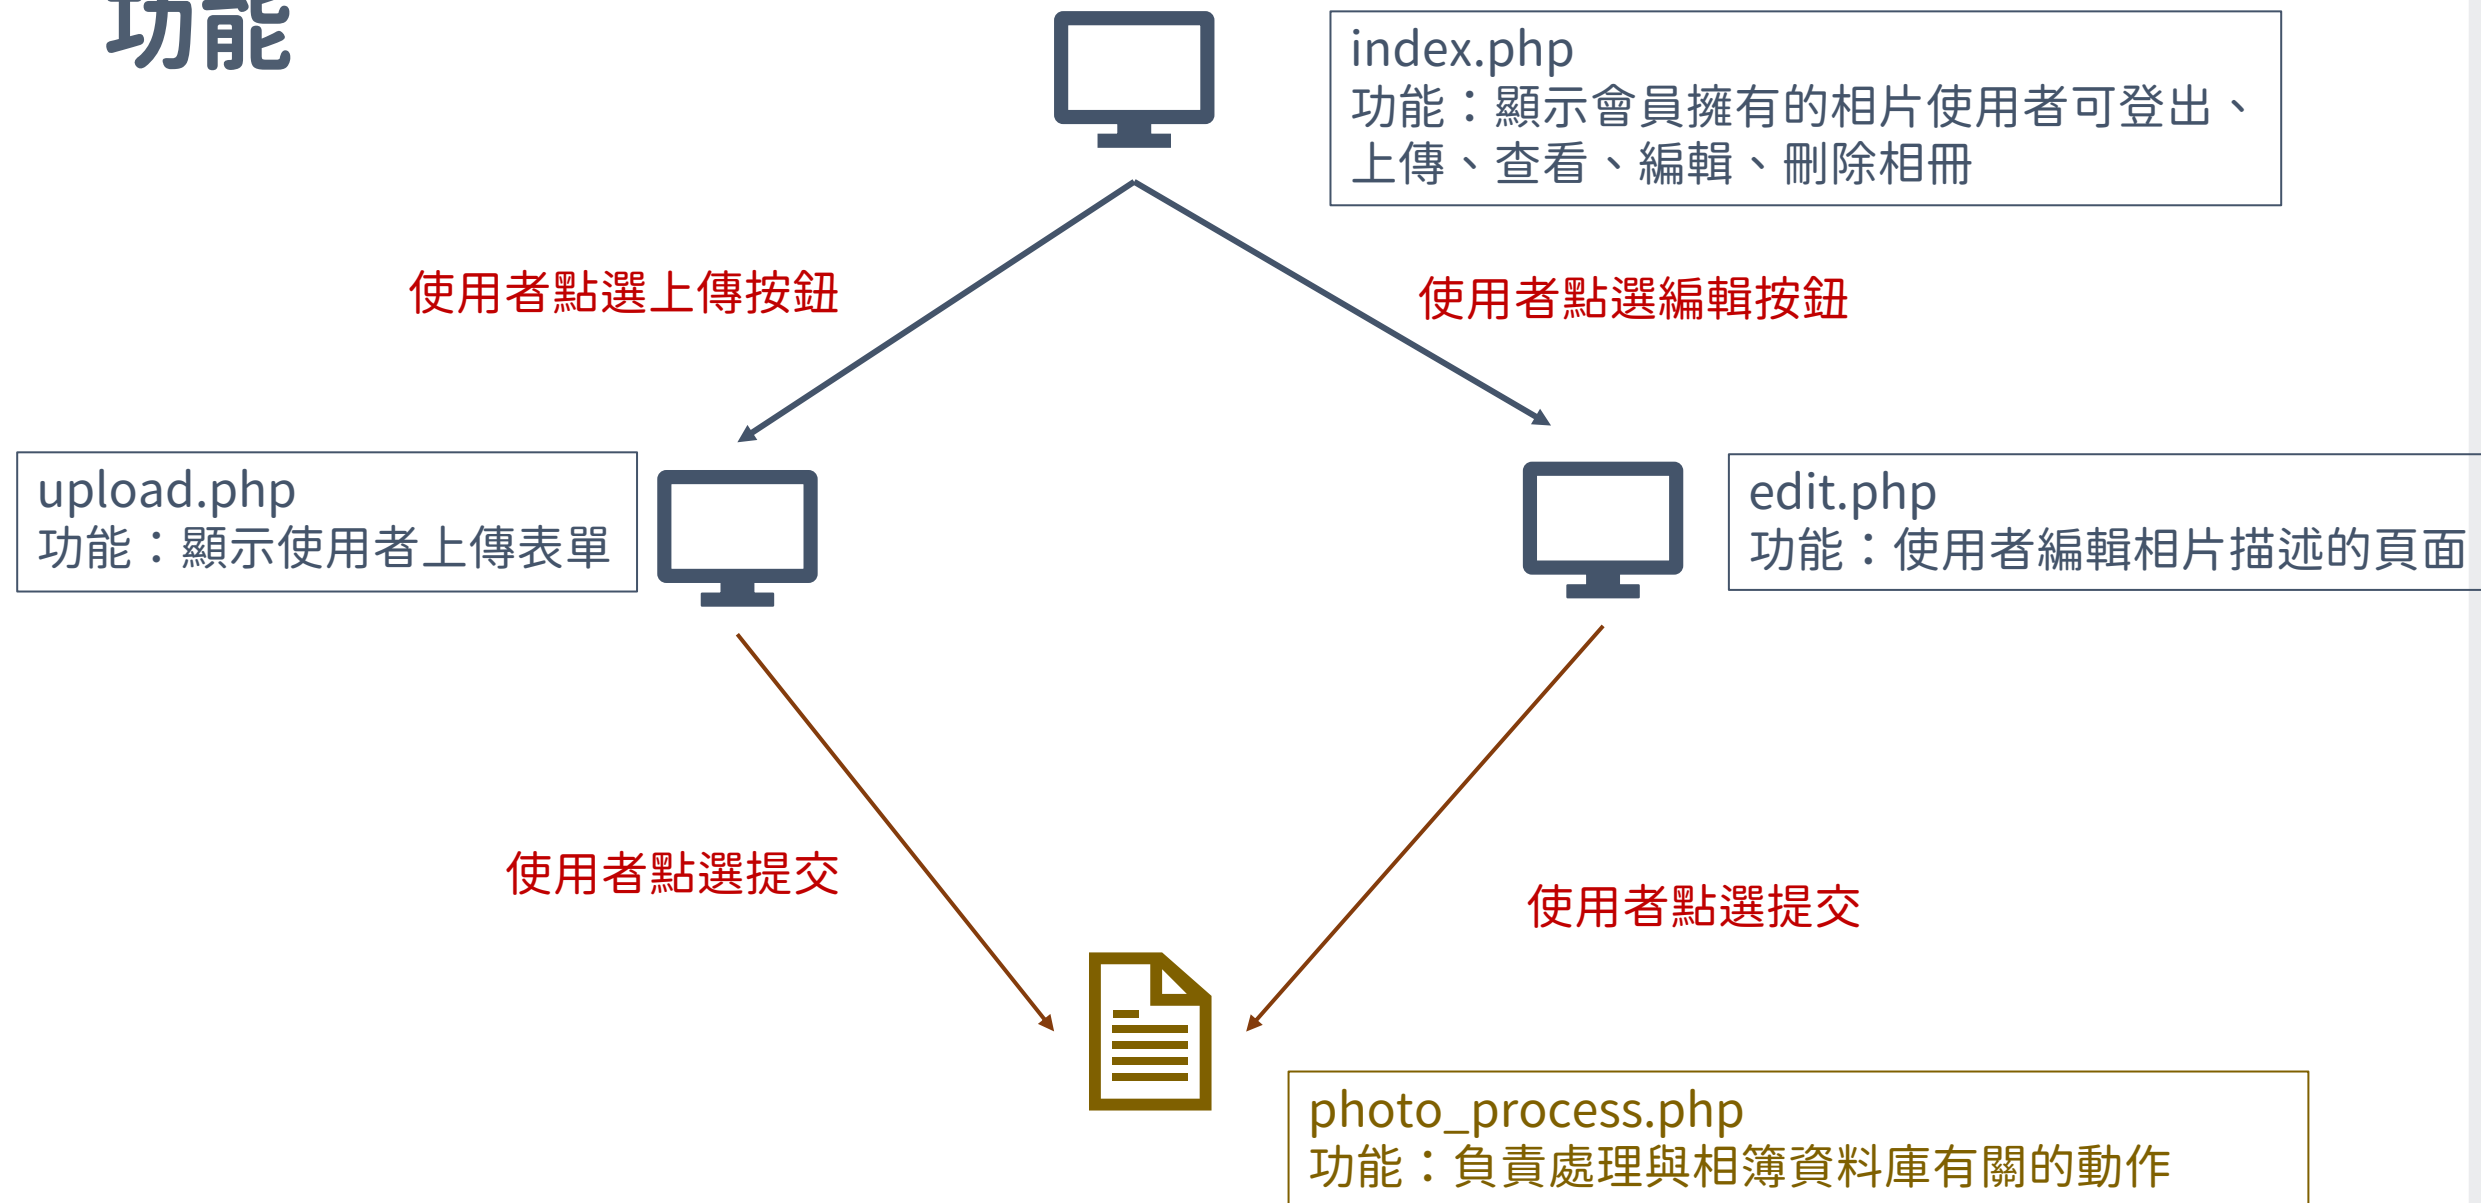 功能
index.php
功能：顯示會員擁有的相片使用者可登出、
上傳、查看、編輯、刪除相冊
使用者點選上傳按鈕
使用者點選編輯按鈕
upload.php
功能：顯示使用者上傳表單
edit.php
功能：使用者編輯相片描述的頁面
使用者點選提交
使用者點選提交
photo_process.php
功能：負責處理與相簿資料庫有關的動作